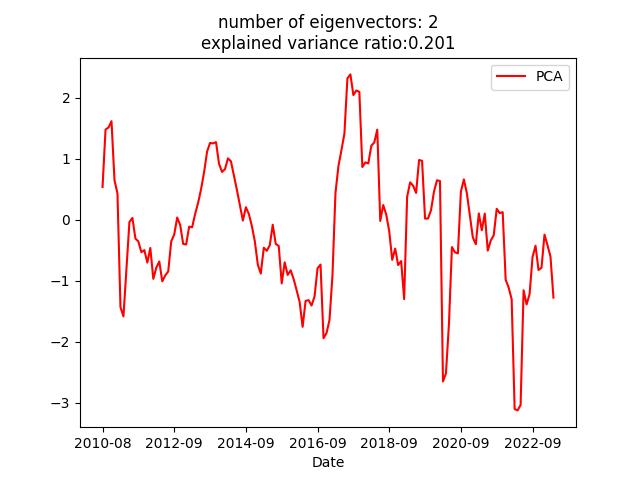 number of eigenvectors: 2
explained variance ratio:0.201
PCA
2
1
0
−1
−2
−3
2010-08 2012-09 2014-09 2016-09 2018-09 2020-09 2022-09
Date